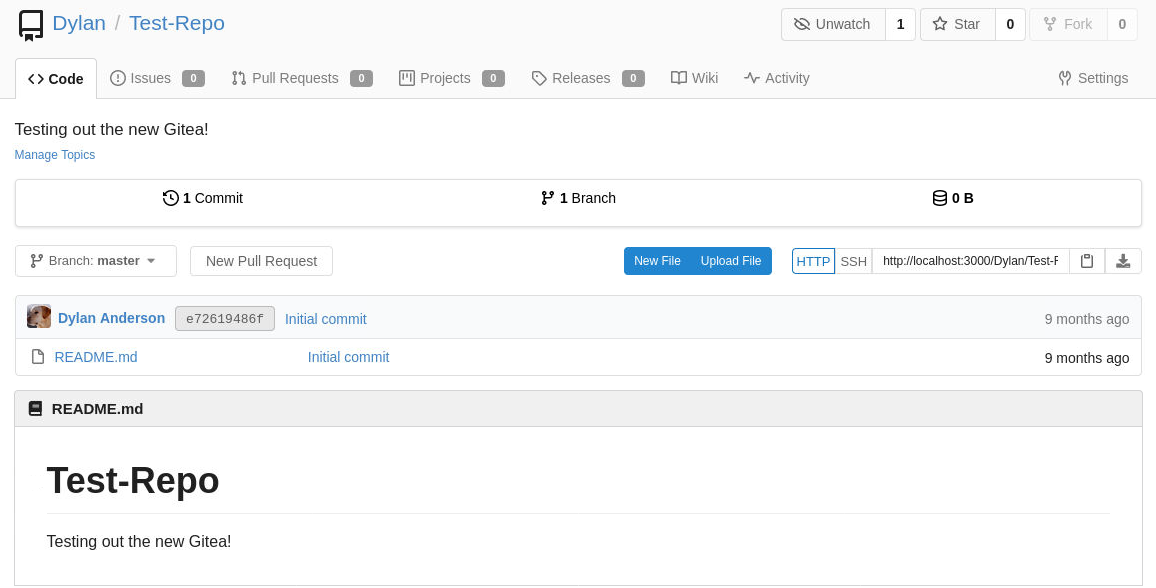 Dylan / Test-Repo
Unwatch 1 Star 0 Fork 0
Code Issues 0 Pull Requests 0 Projects 0 Releases 0 Wiki Activity Settings
Testing out the new Gitea!
Manage Topics
1 Commit 1 Branch 0 B
Branch: master New Pull Request New File Upload File HTTP SSH http://localhost:3000/Dylan/Test-F
Dylan Anderson e72619486f Initial commit 9 months ago
README.md Initial commit 9 months ago
README.md
Test-Repo
Testing out the new Gitea!